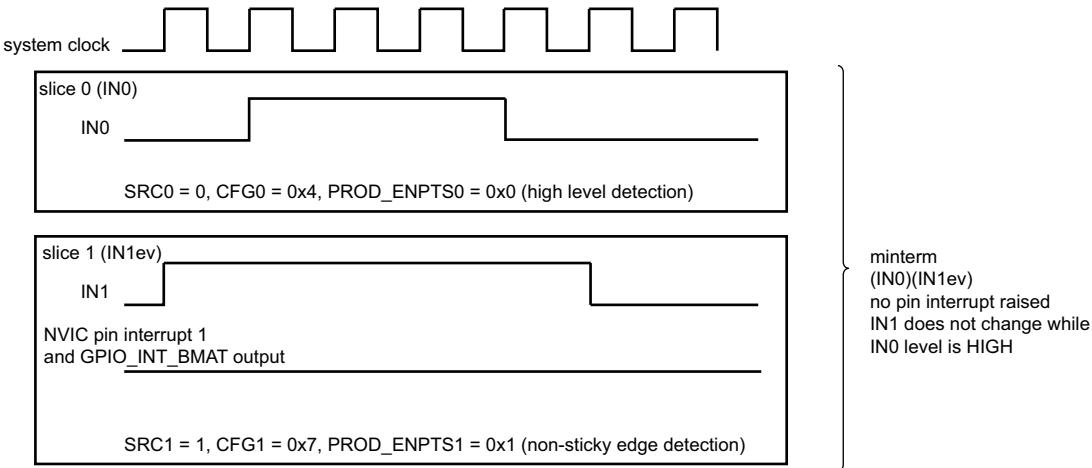 system clock
slice 0 (IN0)
IN0
SRC0 = 0, CFG0 = 0x4, PROD_ENPTS0 = 0x0 (high level detection)
slice 1 (IN1ev)
IN1
NVIC pin interrupt 1
and GPIO_INT_BMAT output
SRC1 = 1, CFG1 = 0x7, PROD_ENPTS1 = 0x1 (non-sticky edge detection)
minterm
(IN0)(IN1ev)
no pin interrupt raised
IN1 does not change while
IN0 level is HIGH